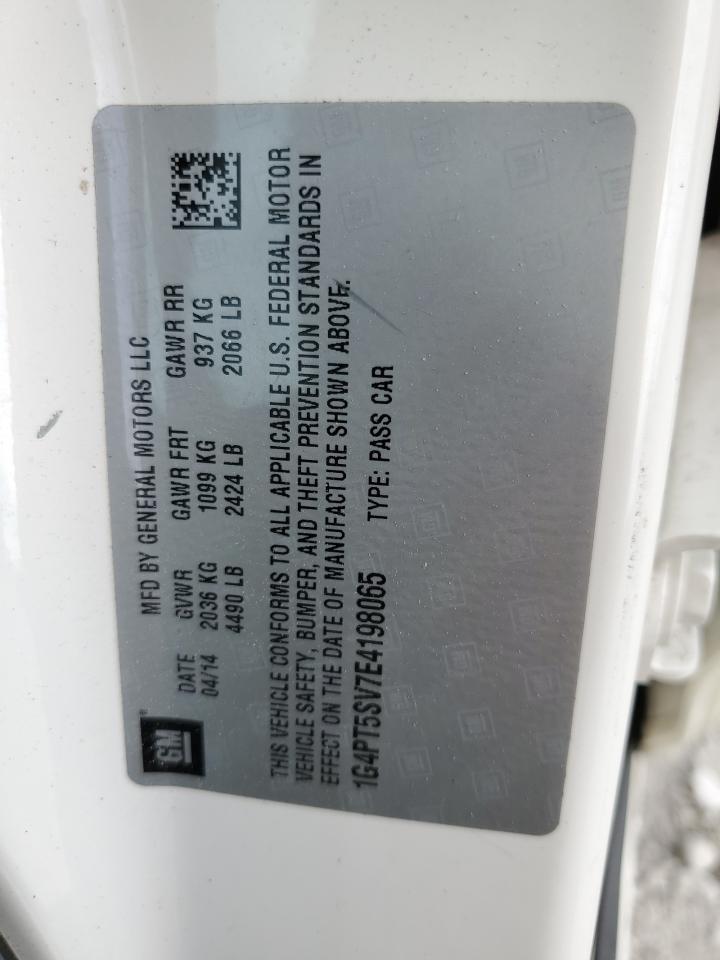 MFD BY GENERAL MOTORS LLC
GM
DATE GVWR GAWR FRT GAWR RR
04/14 2036 KG 1099 KG 937 KG
4490 LB 2424 LB 2066 LB
THIS VEHICLE CONFORMS TO ALL APPLICABLE U.S. FEDERAL MOTOR
VEHICLE SAFETY, BUMPER, AND THEFT PREVENTION STANDARDS IN
EFFECT ON THE DATE OF MANUFACTURE SHOWN ABOVE.
1G4PT5SV7E4198065 TYPE: PASS CAR